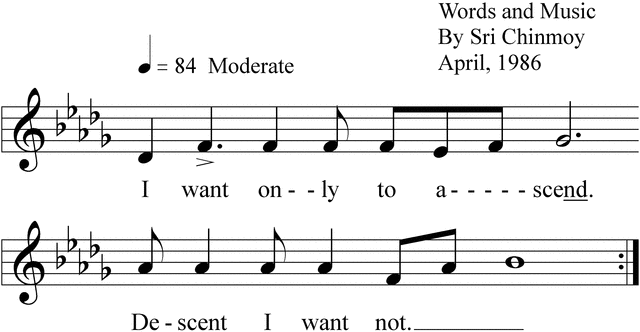 Words and Music
By Sri Chinmoy
April, 1986
= 84 Moderate
I want on--ly to a-----scend.
De-scent I want not.